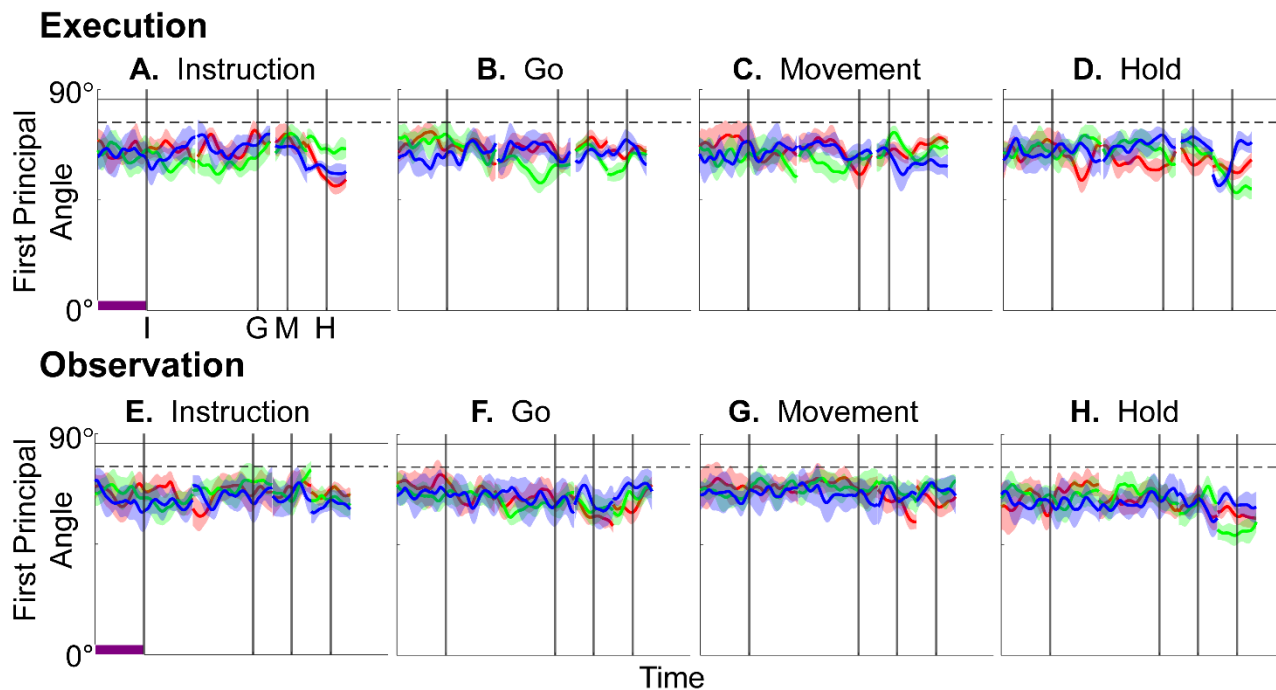 Execution
A. Instruction
B. Go
C. Movement
D. Hold
90°
First Principal
Angle
0°
I G M H
Observation
E. Instruction
F. Go
G. Movement
H. Hold
90°
First Principal
Angle
0°
Time